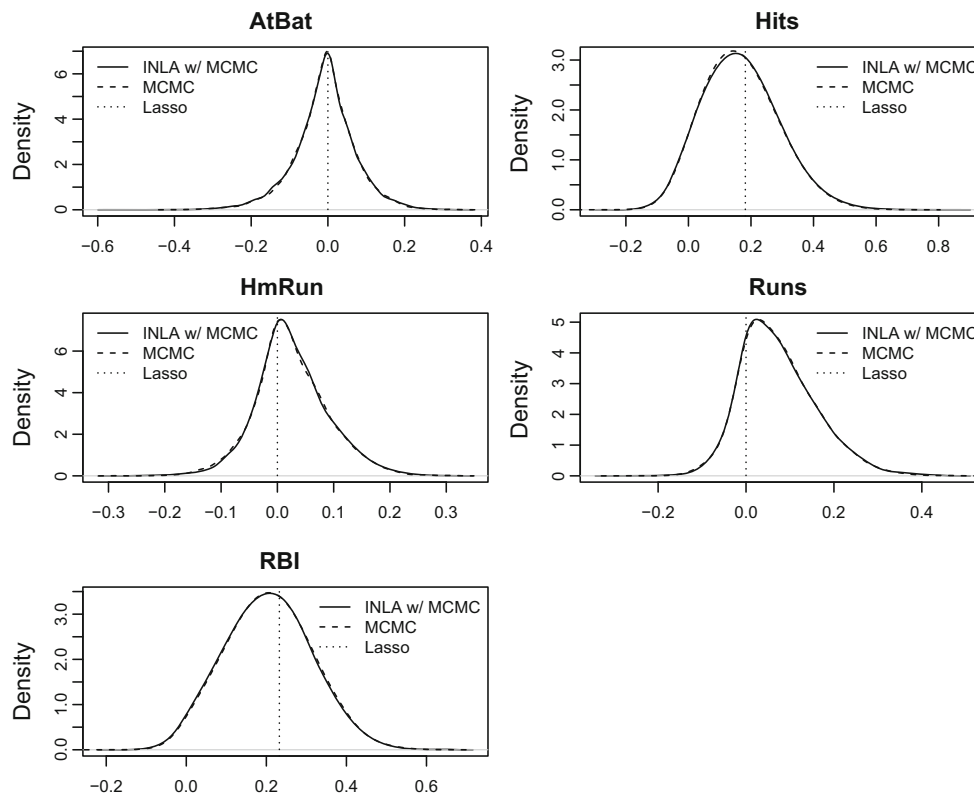 AtBat
INLA w/ MCMC
MCMC
Lasso
Density
0 2 4 6
−0.6 −0.4 −0.2 0.0 0.2 0.4
Hits
INLA w/ MCMC
MCMC
Lasso
Density
0.0 1.0 2.0 3.0
−0.2 0.0 0.2 0.4 0.6 0.8
HmRun
INLA w/ MCMC
MCMC
Lasso
Density
0 2 4 6
−0.3 −0.2 −0.1 0.0 0.1 0.2 0.3
Runs
INLA w/ MCMC
MCMC
Lasso
Density
0 1 2 3 4 5
−0.2 0.0 0.2 0.4
RBI
INLA w/ MCMC
MCMC
Lasso
Density
0.0 1.0 2.0 3.0
−0.2 0.0 0.2 0.4 0.6